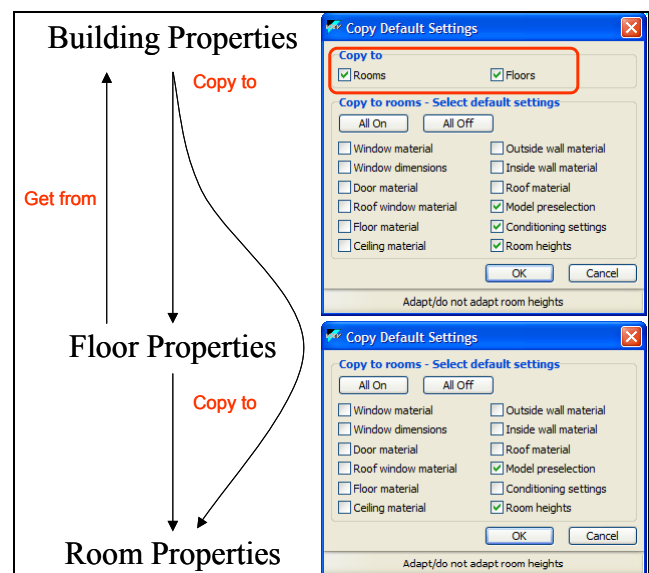 Building Properties
Copy to
Get from
Floor Properties
Copy to
Room Properties
Copy Default Settings
Copy to
Rooms Floors
Copy to rooms - Select default settings
All On All Off
Window material Outside wall material
Window dimensions Inside wall material
Door material Roof material
Roof window material Model preselection
Floor material Conditioning settings
Ceiling material Room heights
OK Cancel
Adapt/do not adapt room heights
Copy Default Settings
Copy to rooms - Select default settings
All On All Off
Window material Outside wall material
Window dimensions Inside wall material
Door material Roof material
Roof window material Model preselection
Floor material Conditioning settings
Ceiling material Room heights
OK Cancel
Adapt/do not adapt room heights